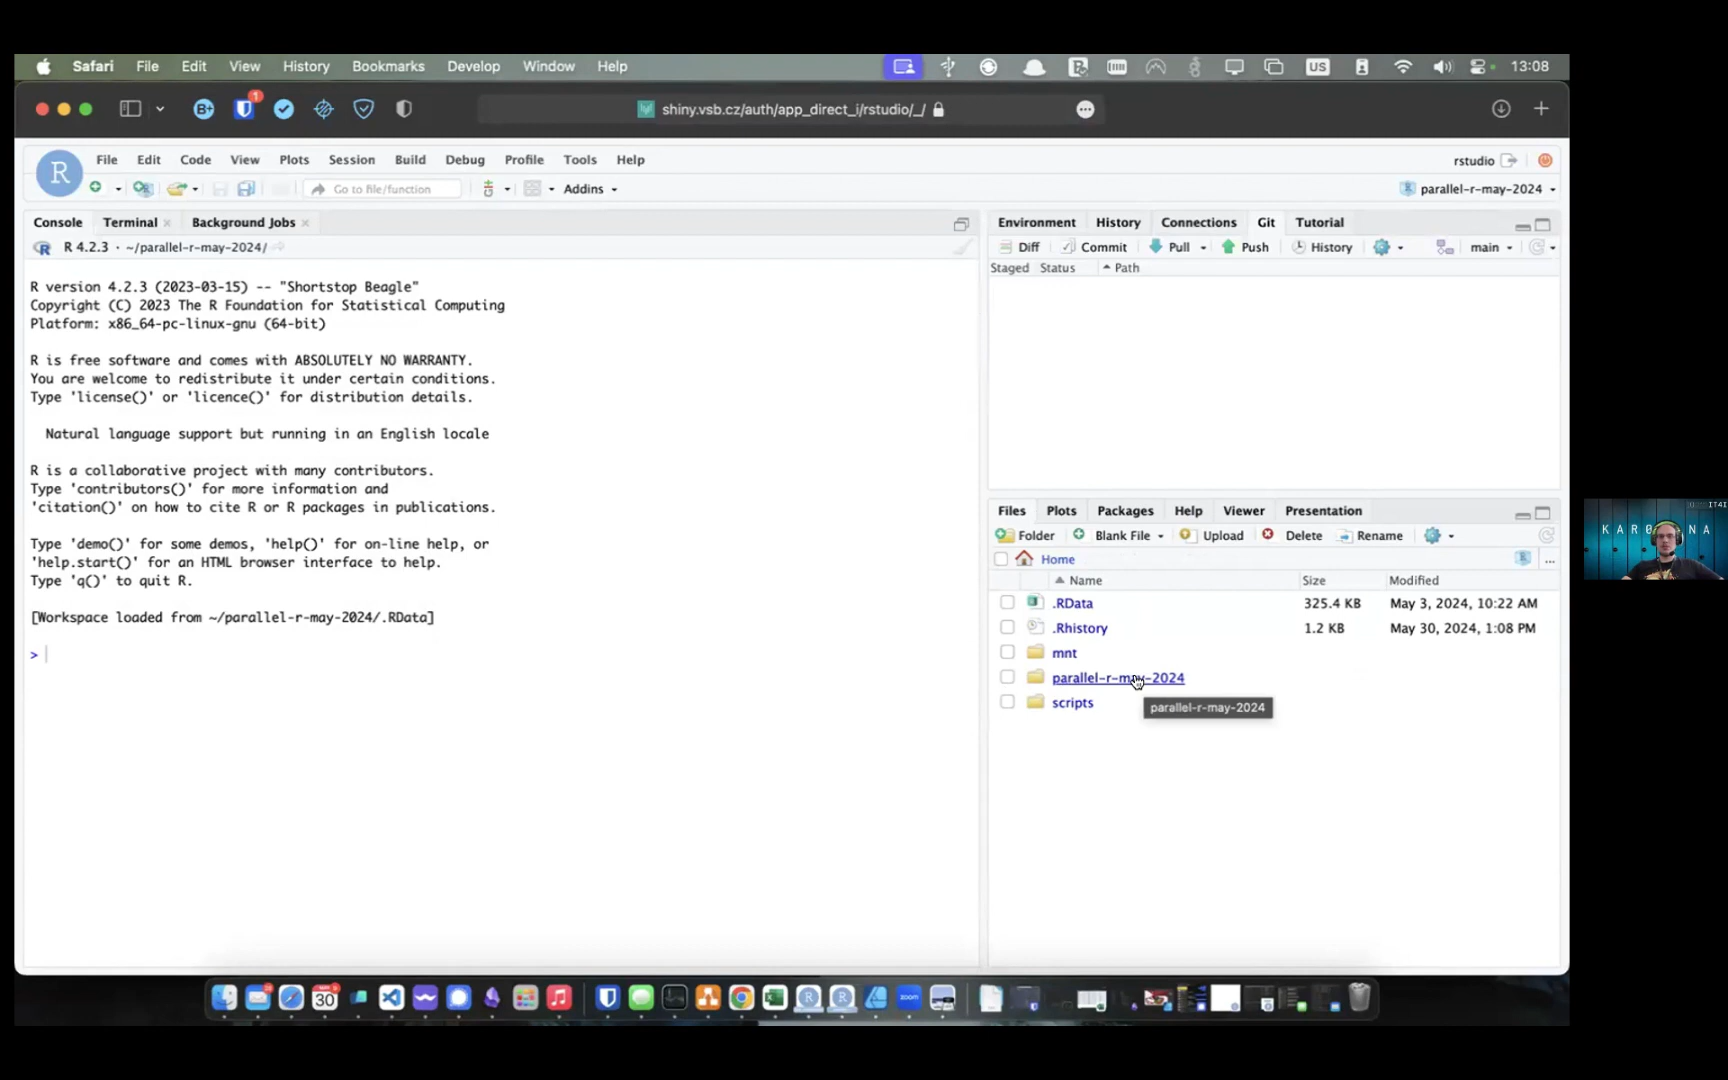 Safari File Edit View History Bookmarks Develop Window Help US 13:08
B+ 1 shiny.vsb.cz/auth/app_direct_i/rstudio/_/
R File Edit Code View Plots Session Build Debug Profile Tools Help rstudio
Go to file/function Addins parallel-r-may-2024
Console Terminal Background Jobs
R 4.2.3 · ~/parallel-r-may-2024/
R version 4.2.3 (2023-03-15) -- "Shortstop Beagle"
Copyright (C) 2023 The R Foundation for Statistical Computing
Platform: x86_64-pc-linux-gnu (64-bit)
R is free software and comes with ABSOLUTELY NO WARRANTY.
You are welcome to redistribute it under certain conditions.
Type 'license()' or 'licence()' for distribution details.
Natural language support but running in an English locale
R is a collaborative project with many contributors.
Type 'contributors()' for more information and
'citation()' on how to cite R or R packages in publications.
Type 'demo()' for some demos, 'help()' for on-line help, or
'help.start()' for an HTML browser interface to help.
Type 'q()' to quit R.
[Workspace loaded from ~/parallel-r-may-2024/.RData]
>
Environment History Connections Git Tutorial
Diff Commit Pull Push History main
Staged Status Path
Files Plots Packages Help Viewer Presentation
Folder Blank File Upload Delete Rename
Home ...
Name Size Modified
.RData 325.4 KB May 3, 2024, 10:22 AM
.Rhistory 1.2 KB May 30, 2024, 1:08 PM
mnt
parallel-r-may-2024
scripts
parallel-r-may-2024
IT4I
K A R O N A
30 zoom